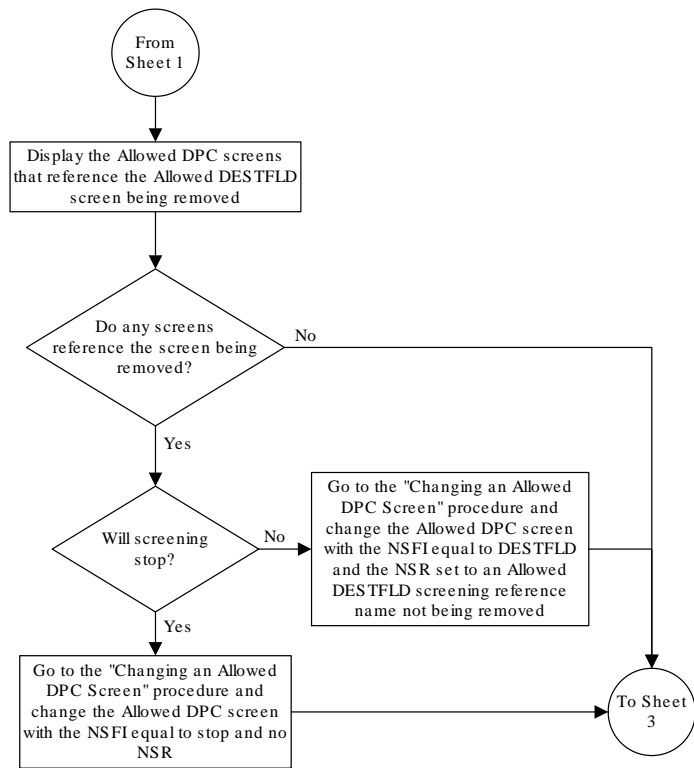 From
Sheet 1
Display the Allowed DPC screens
that reference the Allowed DESTFLD
screen being removed
Do any screens
reference the screen being
removed?
No
Yes
Will screening
stop?
No
Go to the "Changing an Allowed
DPC Screen" procedure and
change the Allowed DPC screen
with the NSFI equal to DESTFLD
and the NSR set to an Allowed
DESTFLD screening reference
name not being removed
Yes
Go to the "Changing an Allowed
DPC Screen" procedure and
change the Allowed DPC screen
with the NSFI equal to stop and no
NSR
To Sheet
3